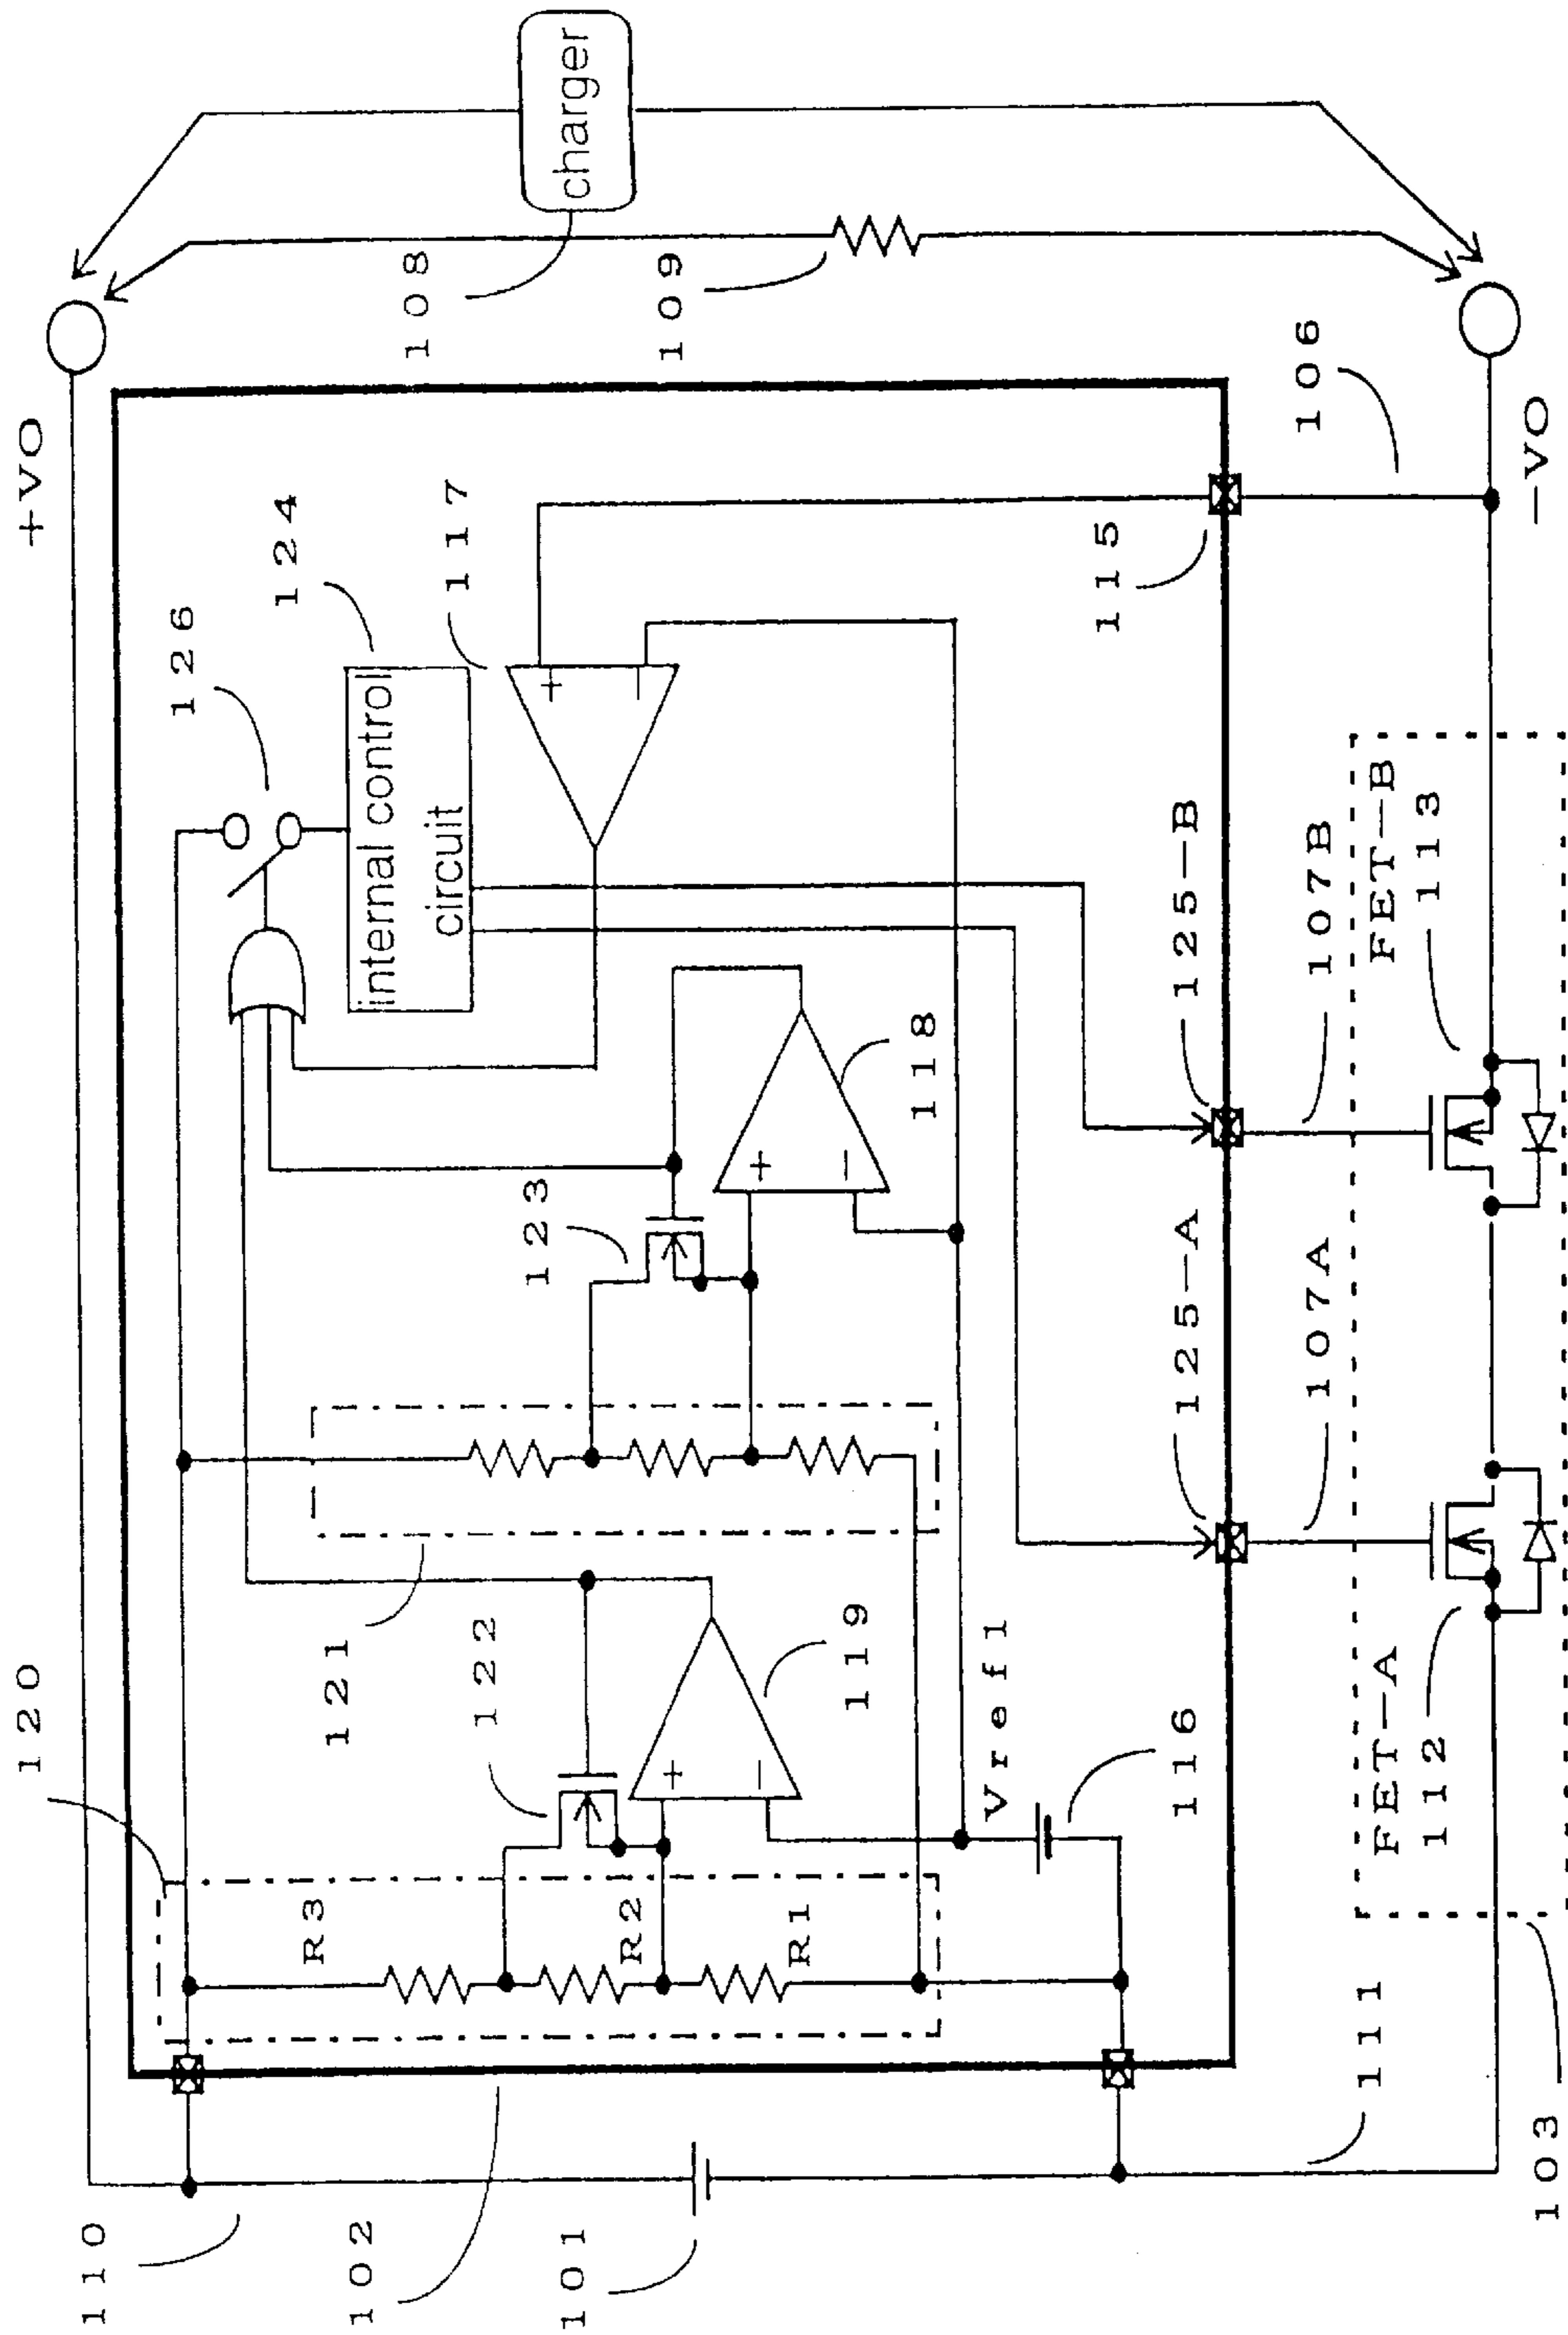 120
+VO
126
124
internal control
circuit
117
108
charger
109
121
122
+
−
119
R3
R2
R1
123
+
−
118
+
−
Vref1
116
115
106
110
102
101
125−A
107A
125−B
107B
FET−A
112
FET−B
113
−VO
111
103